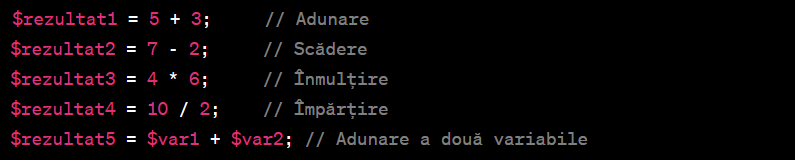 $rezultat1 = 5 + 3;     // Adunare
$rezultat2 = 7 - 2;     // Scădere
$rezultat3 = 4 * 6;     // Înmulțire
$rezultat4 = 10 / 2;    // Împărțire
$rezultat5 = $var1 + $var2; // Adunare a două variabile